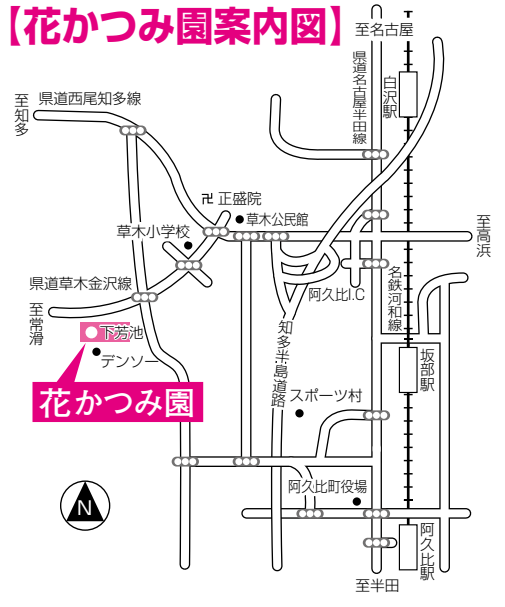 【花かつみ園案内図】
至名古屋
県道名古屋半田線
白沢駅
至知多
県道西尾知多線
卍 正盛院
草木公民館
草木小学校
至高浜
県道草木金沢線
阿久比I.C
名鉄河和線
至常滑
下芳池
デンソー
知多半島道路
坂部駅
花かつみ園
スポーツ村
阿久比町役場
N
阿久比駅
至半田